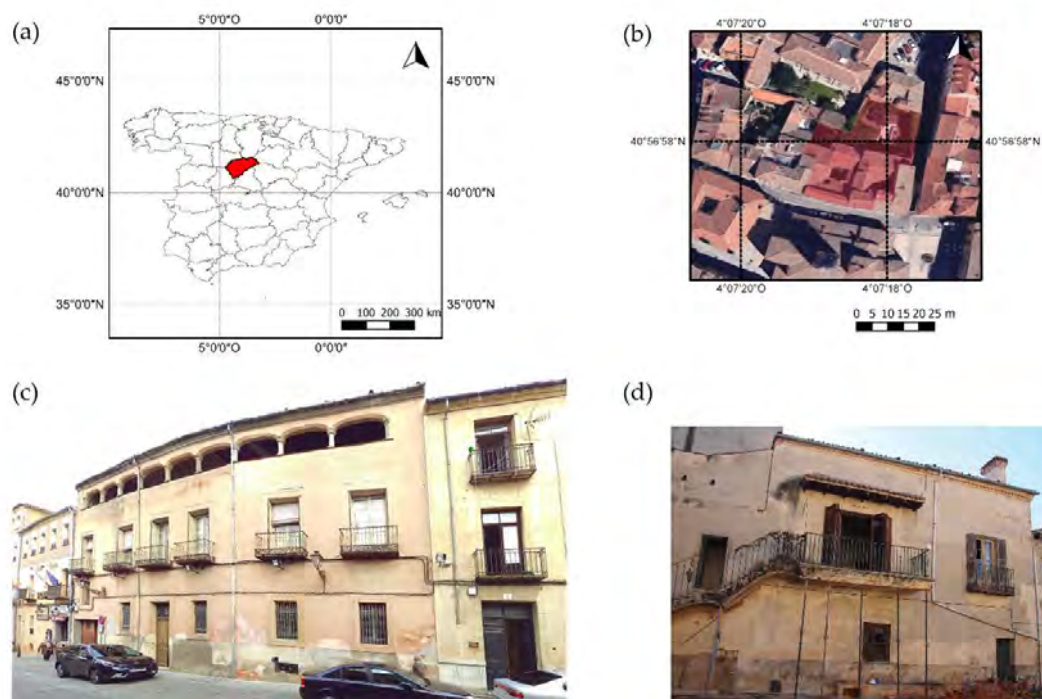 (a)
5°0'0"O 0°0'0"
45°0'0"N 45°0'0"N
40°0'0"N 40°0'0"N
35°0'0"N 35°0'0"N
0 100 200 300 km
5°0'0"O 0°0'0"
(b)
4°07'20"O 4°07'18"O
40°56'58"N 40°56'58"N
4°07'20"O 4°07'18"O
0 5 10 15 20 25 m
(c)
(d)